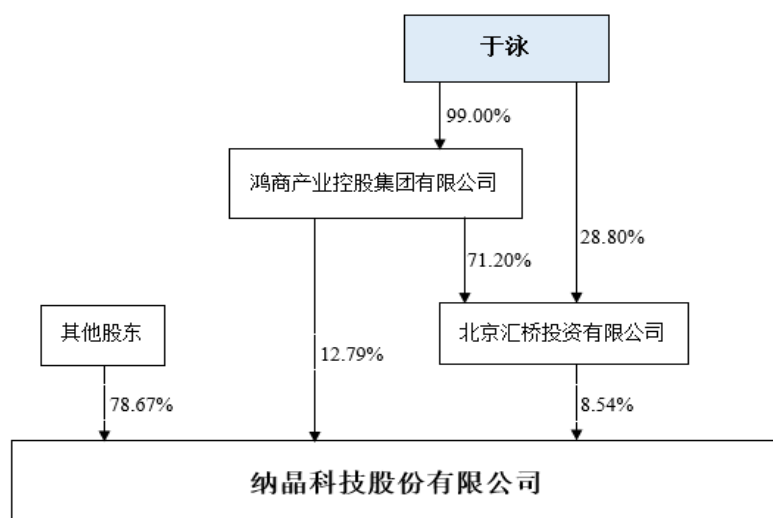 于泳
99.00%
鸿商产业控股集团有限公司
71.20%
28.80%
其他股东
北京汇桥投资有限公司
78.67%
12.79%
8.54%
纳晶科技股份有限公司